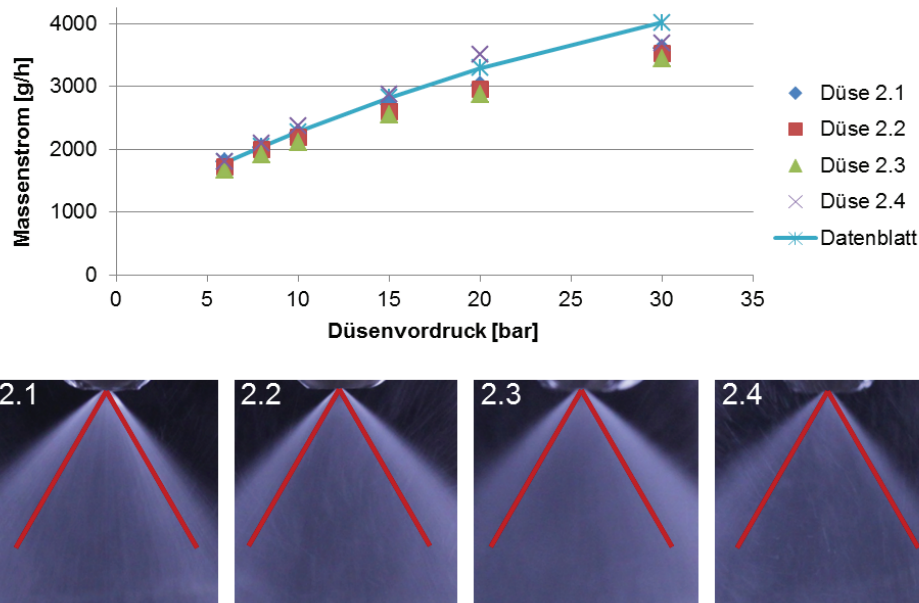 4000
3000
2000
1000
0
Massenstrom [g/h]
0 5 10 15 20 25 30 35
Düsenvordruck [bar]
Düse 2.1
Düse 2.2
Düse 2.3
Düse 2.4
Datenblatt
2.1 2.2 2.3 2.4